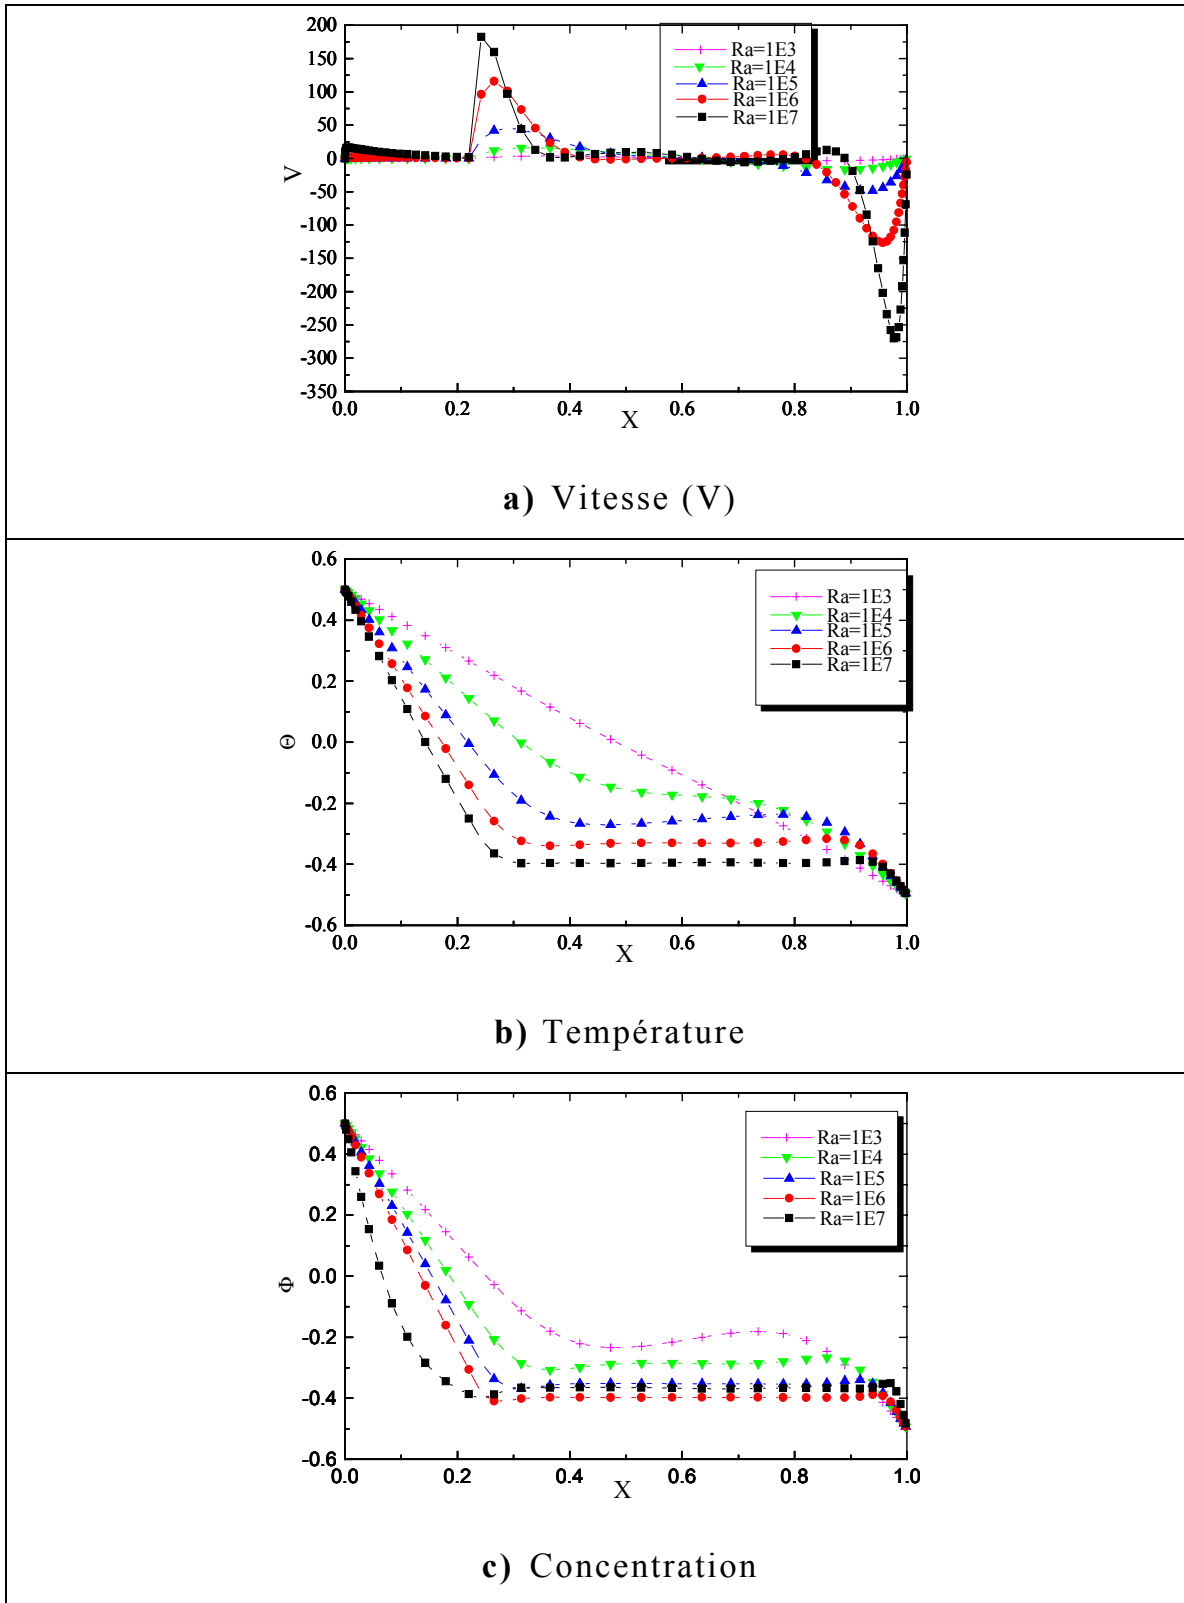 200
150
100
50
0
-50
-100
-150
-200
-250
-300
-350
V
Ra=1E3
Ra=1E4
Ra=1E5
Ra=1E6
Ra=1E7
0.0 0.2 0.4 0.6 0.8 1.0
X
a) Vitesse (V)
0.6
0.4
0.2
0.0
-0.2
-0.4
-0.6
Θ
Ra=1E3
Ra=1E4
Ra=1E5
Ra=1E6
Ra=1E7
0.0 0.2 0.4 0.6 0.8 1.0
X
b) Température
0.6
0.4
0.2
0.0
-0.2
-0.4
-0.6
Φ
Ra=1E3
Ra=1E4
Ra=1E5
Ra=1E6
Ra=1E7
0.0 0.2 0.4 0.6 0.8 1.0
X
c) Concentration